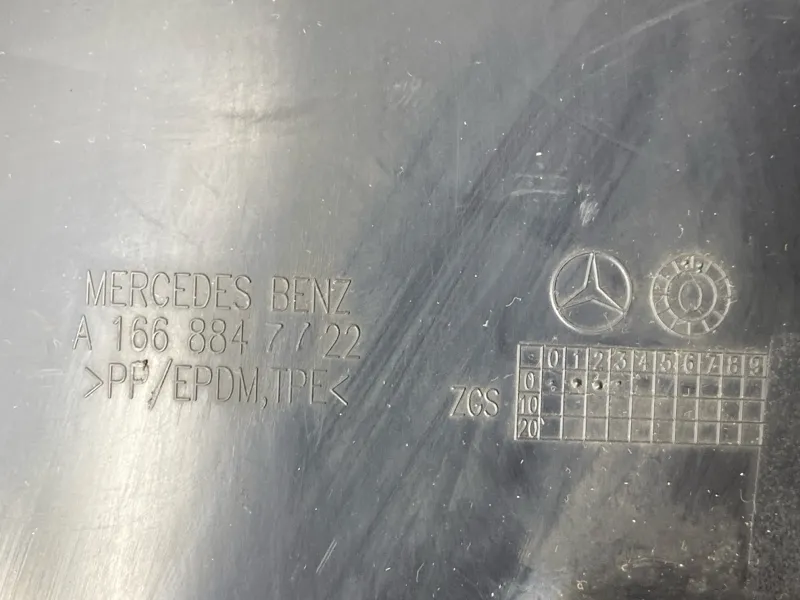 MERCEDES BENZ
A 166 884 77 22
>PP/EPDM,TPE<
ZGS
0 1 2 3 4 5 6 7 8 9
0
10
20